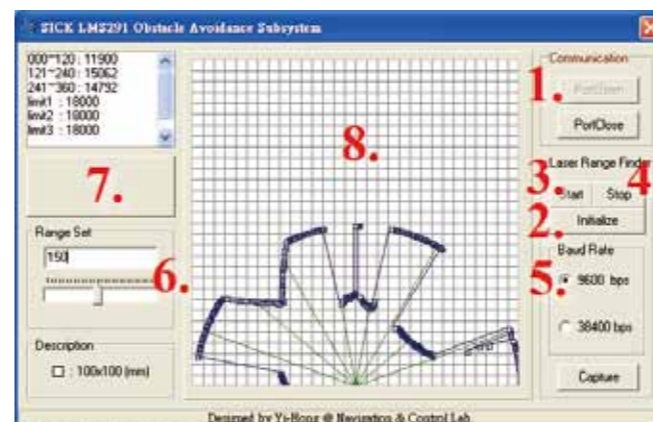 SICK LMS291 Obstacle Avoidance Subsystem
000~120 : 11900
121~240 : 15062
241~360 : 14792
limit1 : 18000
limit2 : 18000
limit3 : 18000
7.
Range Set
150
6.
Description
: 100x100 (mm)
8.
Communication
1.
PortOpen
PortClose
Laser Range Finder
3.
Start
Stop
4
2.
Initialize
Baud Rate
5.
9600 bps
38400 bps
Capture
Designed by Yi-Hong @ Navigation & Control Lab.